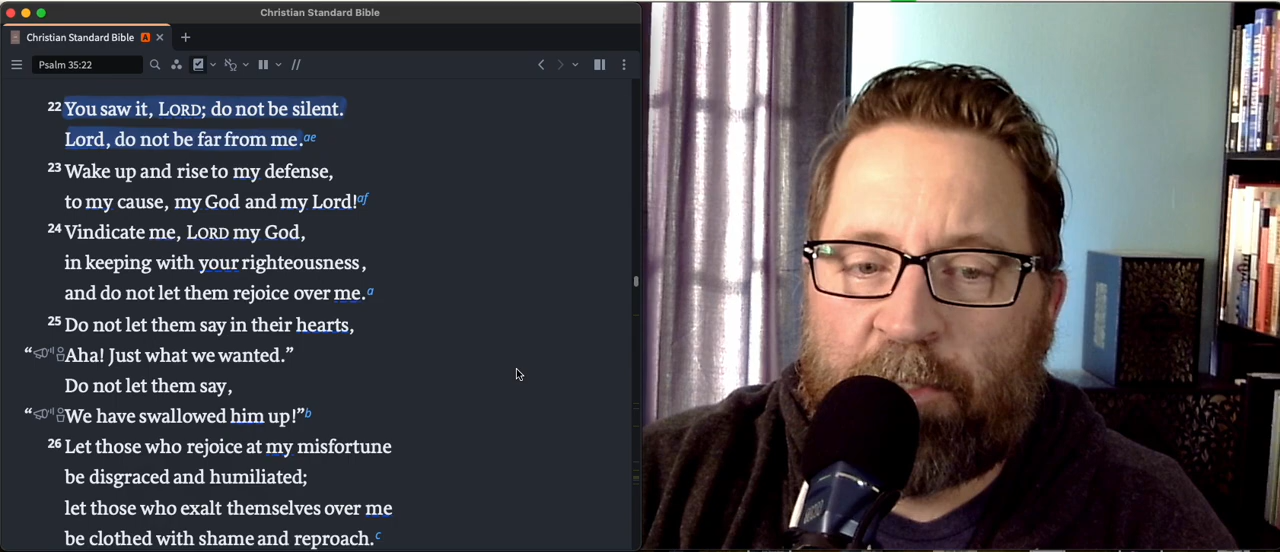 Christian Standard Bible
Christian Standard Bible A
Psalm 35:22
22 You saw it, LORD; do not be silent.
Lord, do not be far from me.ae
23 Wake up and rise to my defense,
to my cause, my God and my Lord!af
24 Vindicate me, LORD my God,
in keeping with your righteousness,
and do not let them rejoice over me.a
25 Do not let them say in their hearts,
“Aha! Just what we wanted.”
Do not let them say,
“We have swallowed him up!”b
26 Let those who rejoice at my misfortune
be disgraced and humiliated;
let those who exalt themselves over me
be clothed with shame and reproach.c